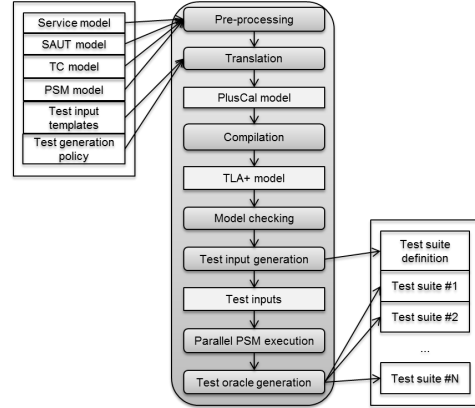 Service model
SAUT model
TC model
PSM model
Test input
templates
Test generation
policy
Pre-processing
Translation
PlusCal model
Compilation
TLA+ model
Model checking
Test input generation
Test inputs
Parallel PSM execution
Test oracle generation
Test suite
definition
Test suite #1
Test suite #2
...
Test suite #N